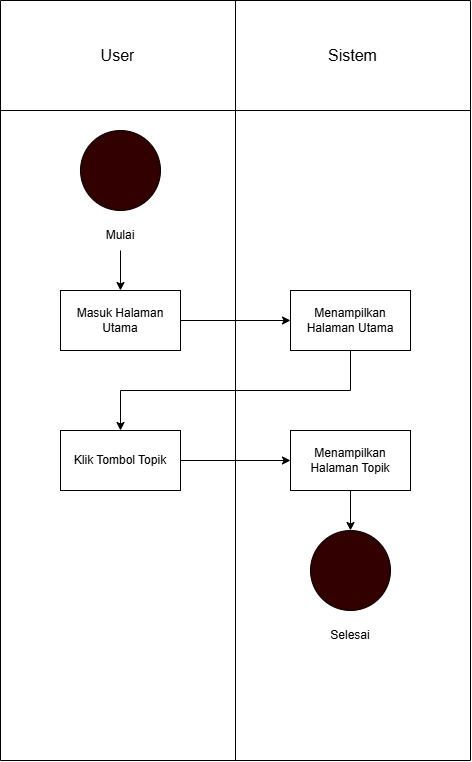 User
Sistem
Mulai
Masuk Halaman
Utama
Menampilkan
Halaman Utama
Klik Tombol Topik
Menampilkan
Halaman Topik
Selesai